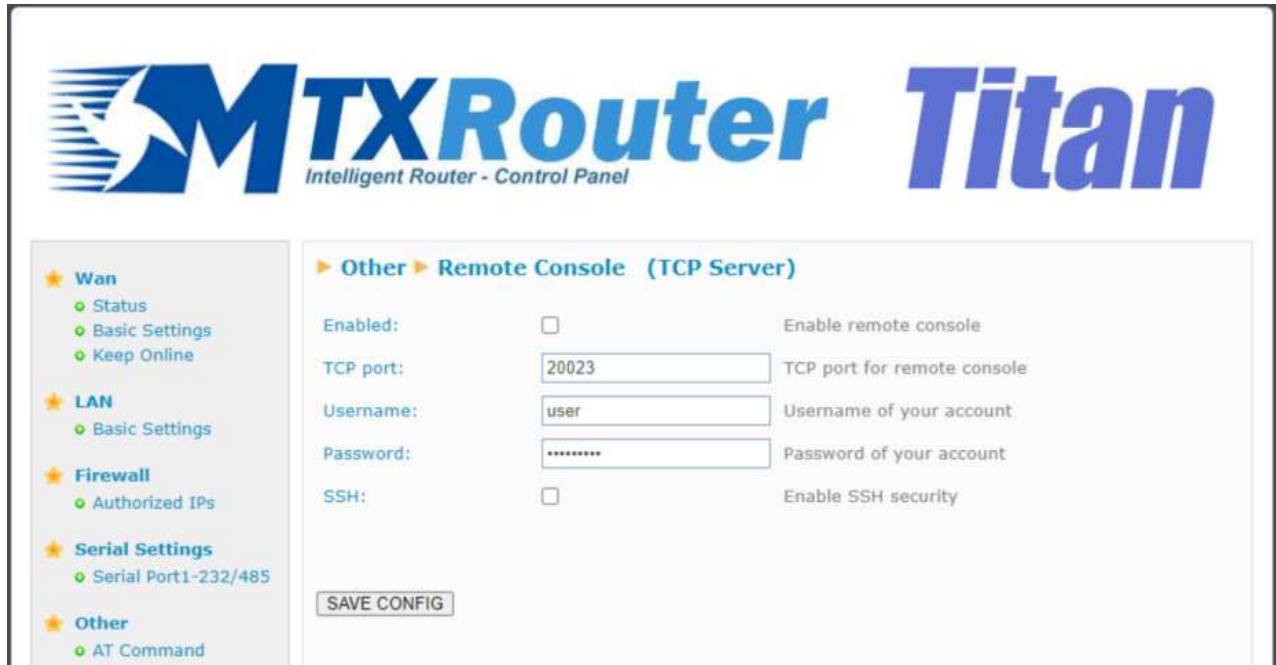 MTXRouter Titan
Intelligent Router - Control Panel
Wan
Status
Basic Settings
Keep Online
LAN
Basic Settings
Firewall
Authorized IPs
Serial Settings
Serial Port1-232/485
Other
AT Command
Other Remote Console (TCP Server)
Enabled: Enable remote console
TCP port: 20023 TCP port for remote console
Username: user Username of your account
Password: ••••••••• Password of your account
SSH: Enable SSH security
SAVE CONFIG